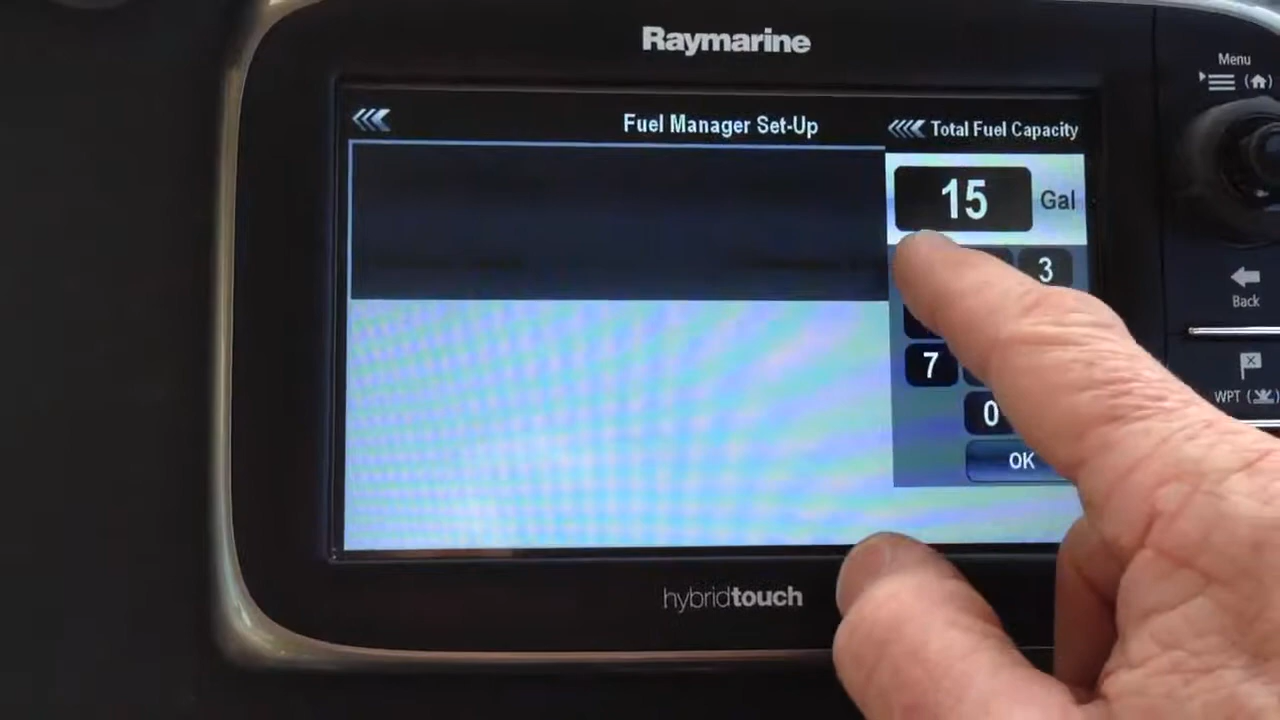 Raymarine
Menu
Fuel Manager Set-Up
Total Fuel Capacity
15 Gal
3
7
0
OK
Back
WPT
hybridtouch